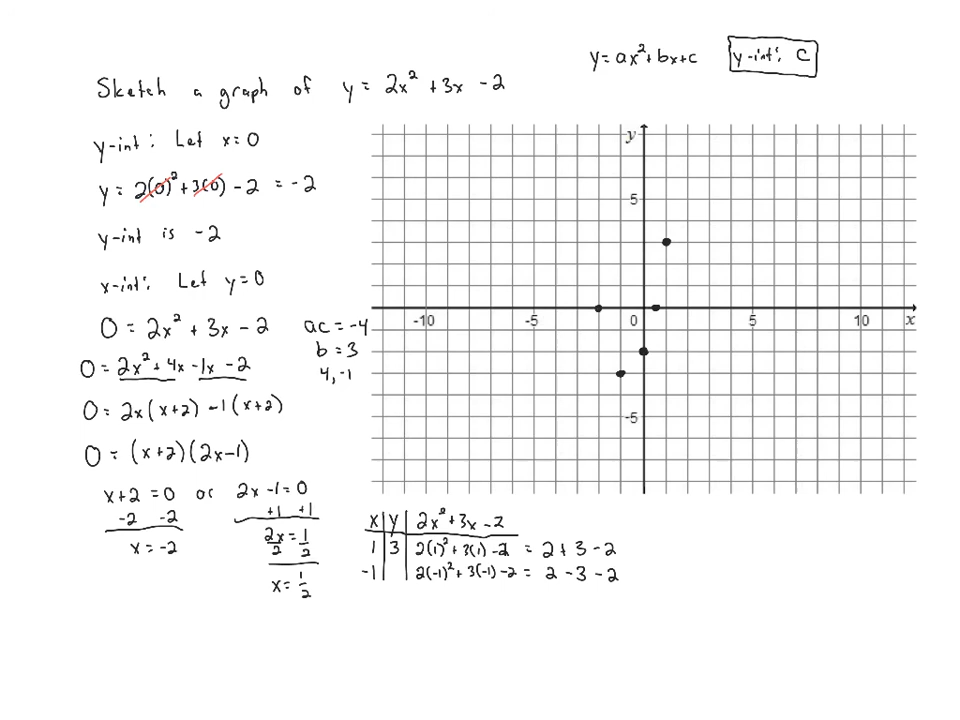 y = ax² + bx + c   y-int: C
Sketch a graph of y = 2x² + 3x - 2
y-int: Let x = 0
y = 2(0)² + 3(0) - 2 = -2
y-int is -2
x-int: Let y = 0
0 = 2x² + 3x - 2
ac = -4
b = 3
4, -1
0 = 2x² + 4x - 1x - 2
0 = 2x(x+2) - 1(x+2)
0 = (x+2)(2x-1)
x + 2 = 0 or 2x - 1 = 0
-2 -2   +1 +1
x = -2   2x/2 = 1/2
x = 1/2
x | y | 2x² + 3x - 2
1 | 3 | 2(1)² + 3(1) - 2 = 2 + 3 - 2
-1 | | 2(-1)² + 3(-1) - 2 = 2 - 3 - 2
y
5
-10 -5 0 5 10 x
-5